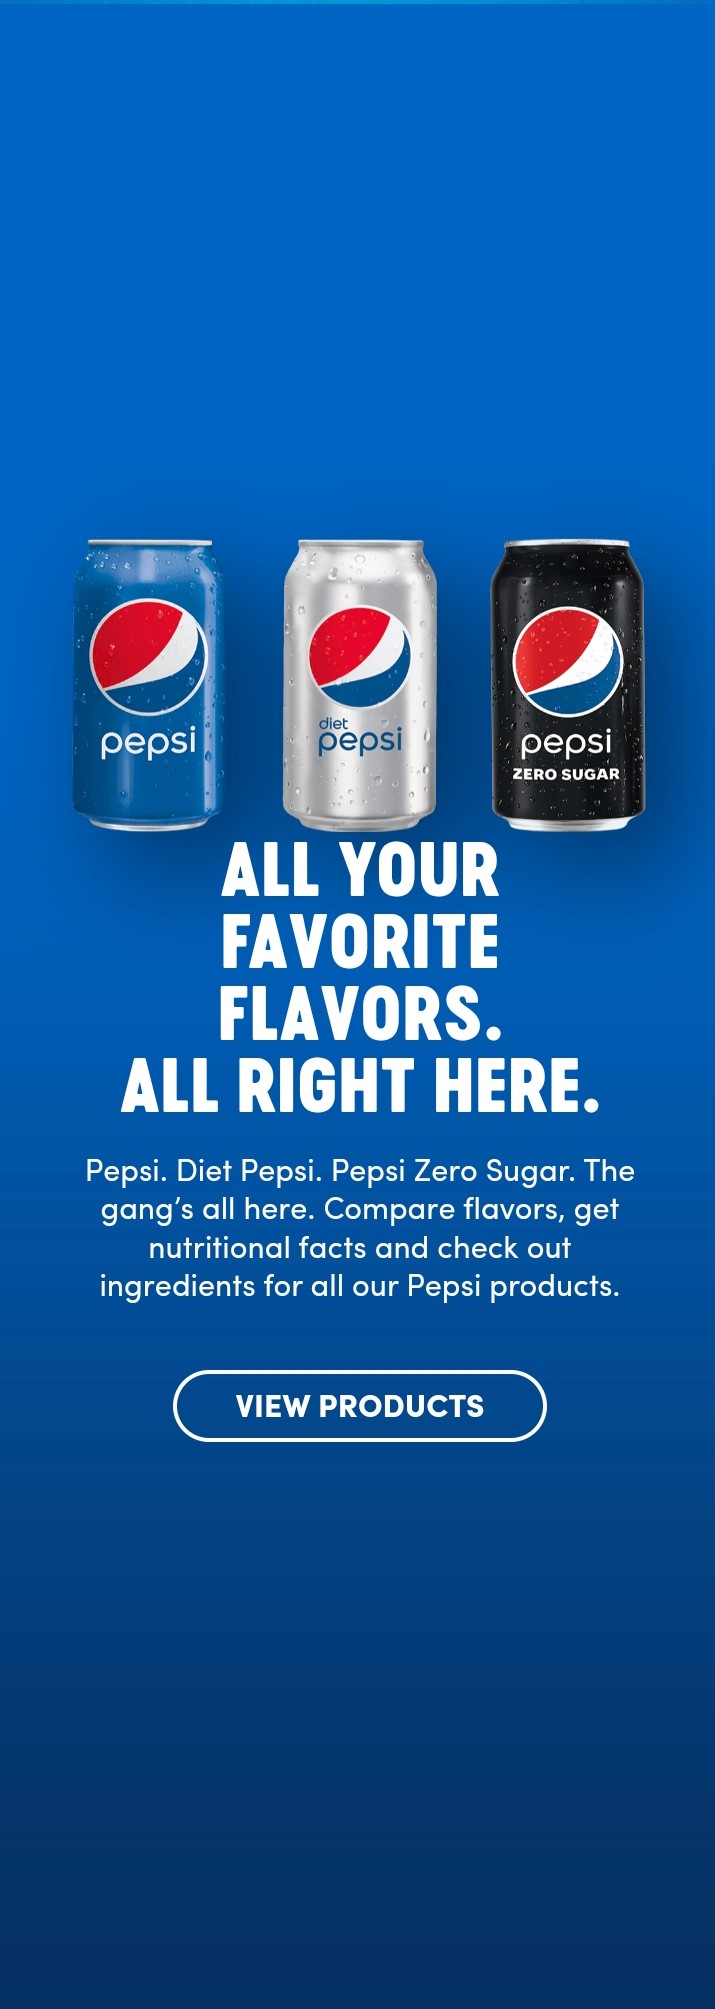 pepsi
diet
pepsi
pepsi
ZERO SUGAR
ALL YOUR
FAVORITE
FLAVORS.
ALL RIGHT HERE.
Pepsi. Diet Pepsi. Pepsi Zero Sugar. The
gang’s all here. Compare flavors, get
nutritional facts and check out
ingredients for all our Pepsi products.
VIEW PRODUCTS